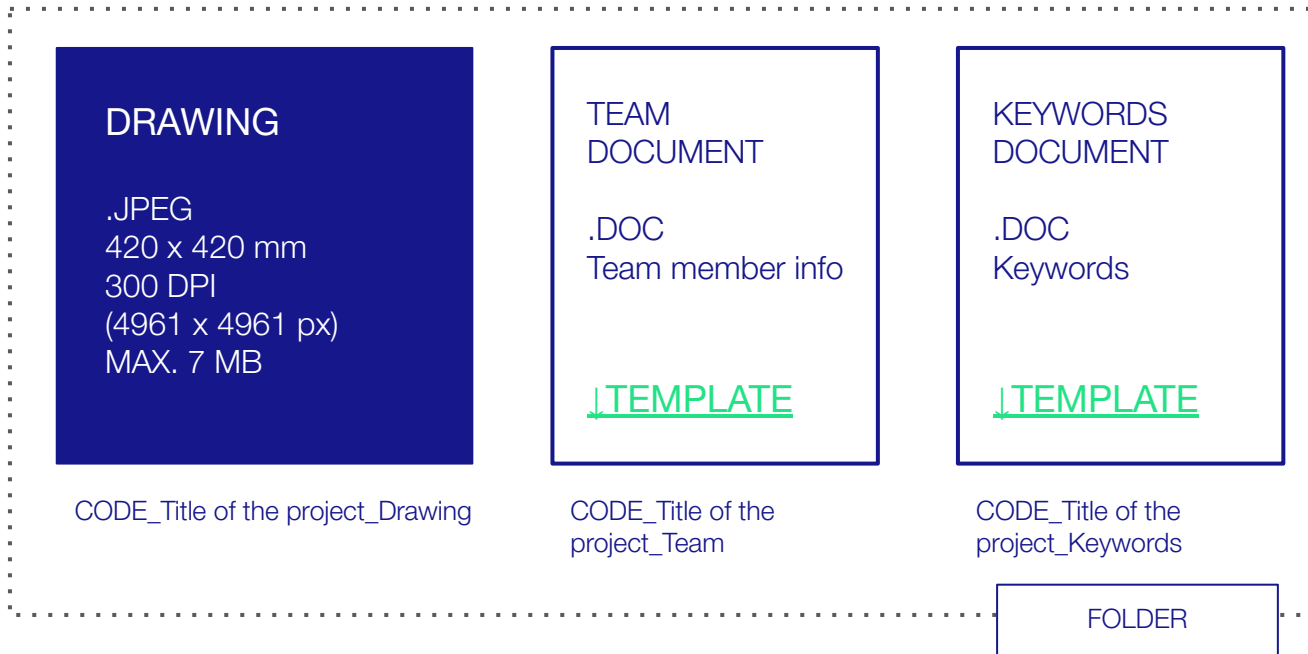 DRAWING
.JPEG
420 x 420 mm
300 DPI
(4961 x 4961 px)
MAX. 7 MB
CODE_Title of the project_Drawing
TEAM
DOCUMENT
.DOC
Team member info
↓TEMPLATE
CODE_Title of the
project_Team
KEYWORDS
DOCUMENT
.DOC
Keywords
↓TEMPLATE
CODE_Title of the
project_Keywords
FOLDER